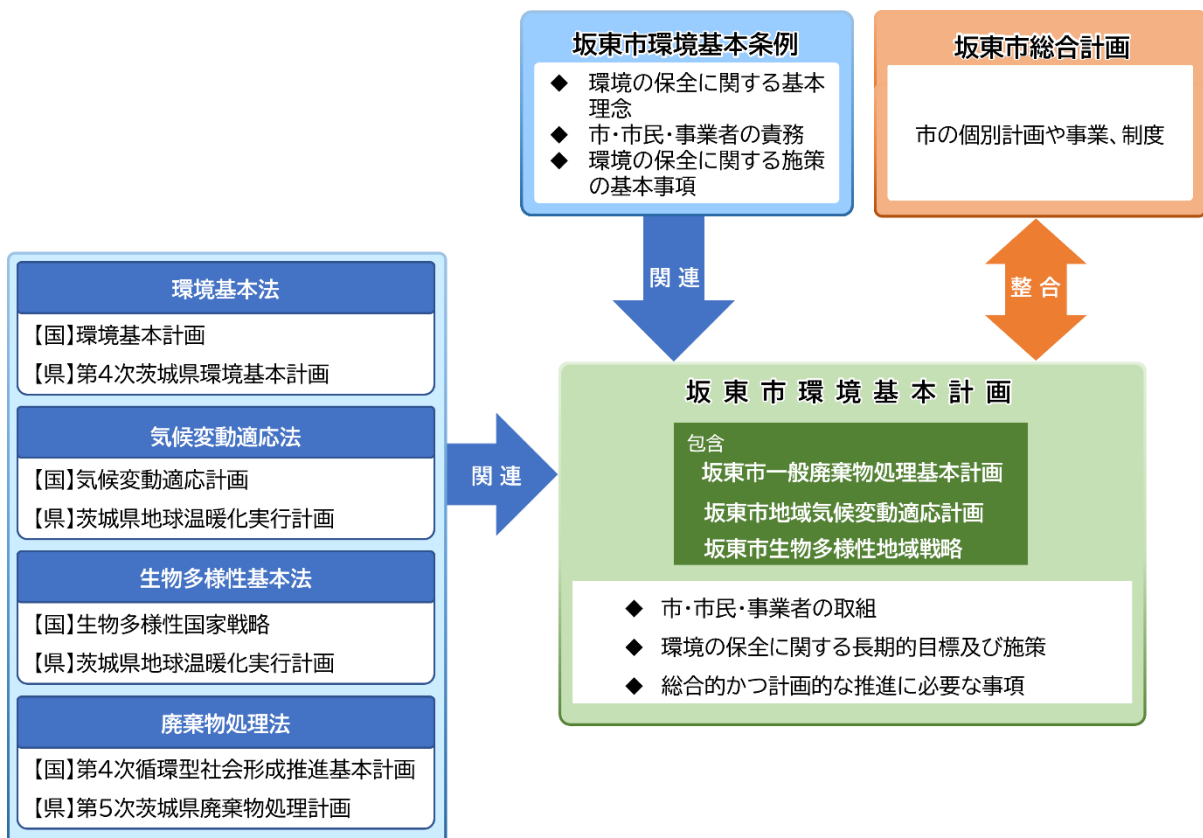 坂東市環境基本条例
◆ 環境の保全に関する基本
理念
◆ 市・市民・事業者の責務
◆ 環境の保全に関する施策
の基本事項
坂東市総合計画
市の個別計画や事業、制度
関連
整合
環境基本法
【国】環境基本計画
【県】第4次茨城県環境基本計画
気候変動適応法
【国】気候変動適応計画
【県】茨城県地球温暖化実行計画
生物多様性基本法
【国】生物多様性国家戦略
【県】茨城県地球温暖化実行計画
廃棄物処理法
【国】第4次循環型社会形成推進基本計画
【県】第5次茨城県廃棄物処理計画
関連
坂東市環境基本計画
包含
坂東市一般廃棄物処理基本計画
坂東市地域気候変動適応計画
坂東市生物多様性地域戦略
◆ 市・市民・事業者の取組
◆ 環境の保全に関する長期的目標及び施策
◆ 総合的かつ計画的な推進に必要な事項